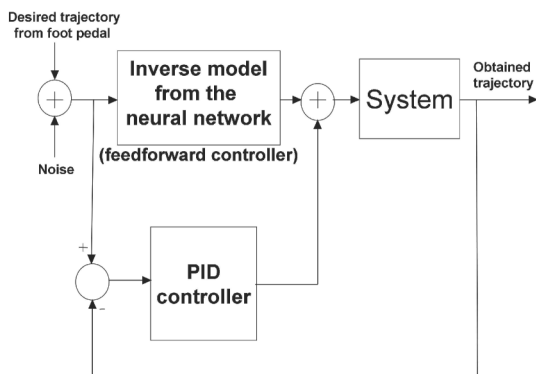 Desired trajectory
from foot pedal
Inverse model
from the
neural network
(feedforward controller)
+
+
System
Obtained
trajectory
Noise
+
-
PID
controller